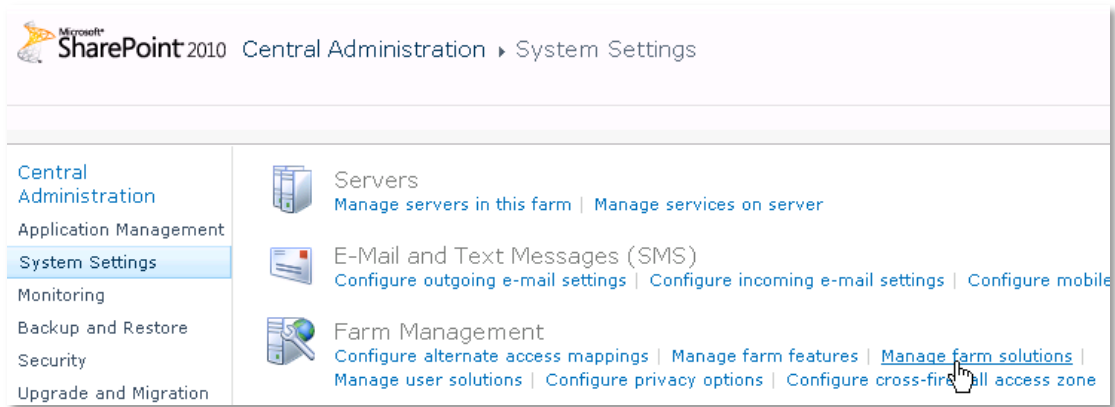 Microsoft®
SharePoint 2010 Central Administration ▸ System Settings
Central
Administration
Application Management
System Settings
Monitoring
Backup and Restore
Security
Upgrade and Migration
Servers
Manage servers in this farm | Manage services on server
E-Mail and Text Messages (SMS)
Configure outgoing e-mail settings | Configure incoming e-mail settings | Configure mobile
Farm Management
Configure alternate access mappings | Manage farm features | Manage farm solutions |
Manage user solutions | Configure privacy options | Configure cross-firewall access zone